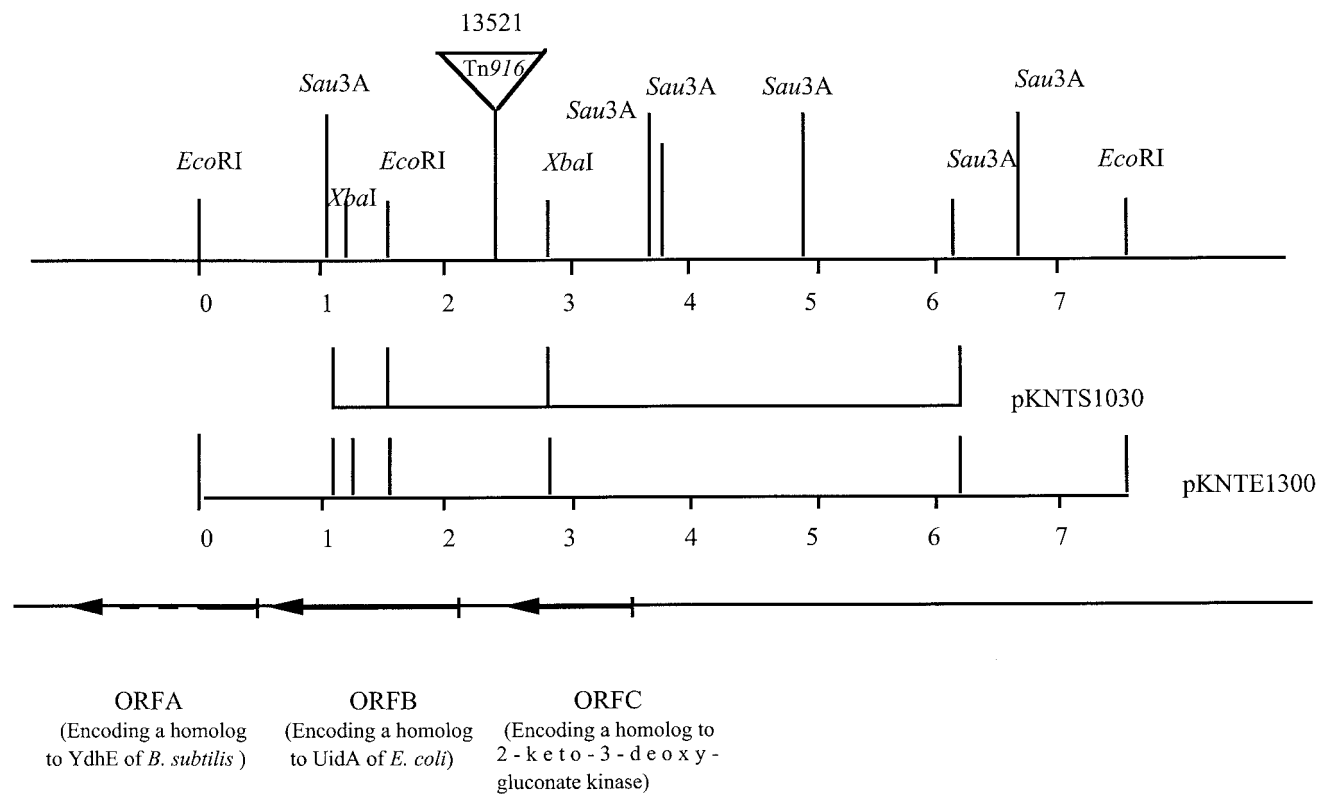 13521
Tn916
Sau3A
Sau3A
Sau3A
Sau3A
Sau3A
Sau3A
EcoRI
XbaI
EcoRI
XbaI
EcoRI
0 1 2 3 4 5 6 7
pKNTS1030
pKNTE1300
0 1 2 3 4 5 6 7
ORFA
(Encoding a homolog
to YdhE of B. subtilis )
ORFB
(Encoding a homolog
to UidA of E. coli)
ORFC
(Encoding a homolog to
2 - k e t o - 3 - d e o x y -
gluconate kinase)